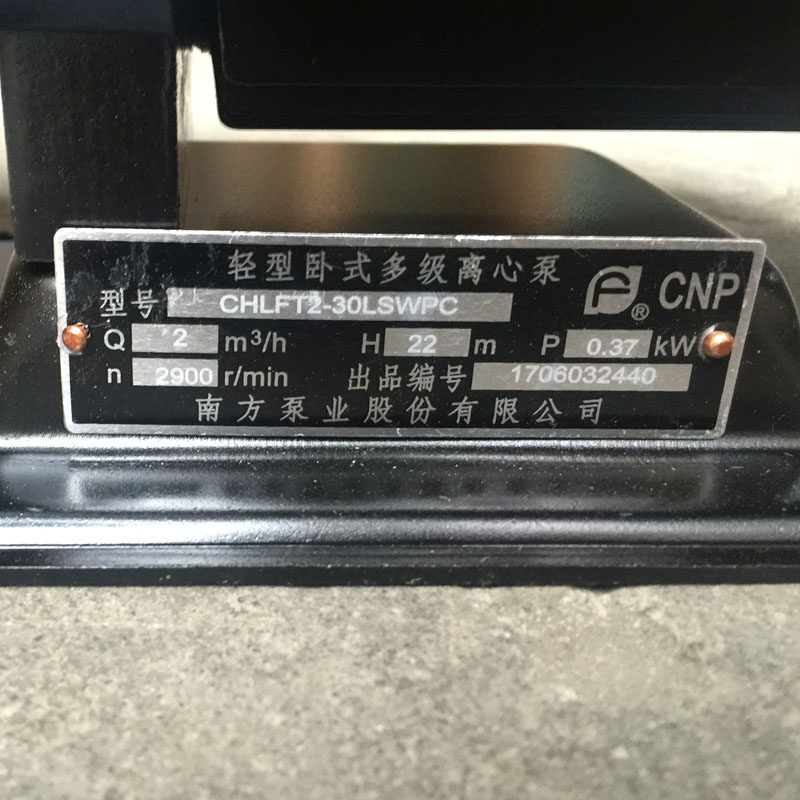 轻型卧式多级离心泵
型号 CHLFT2-30LSWPC ® CNP
Q 2 m³/h H 22 m P 0.37 kW
n 2900 r/min 出品编号 1706032440
南方泵业股份有限公司